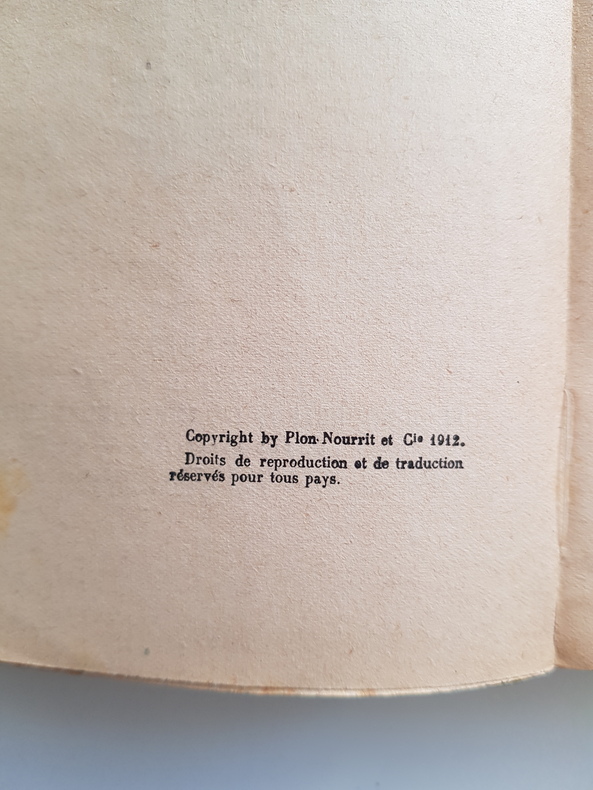 Copyright by Plon-Nourrit et Cie 1912.
Droits de reproduction et de traduction
réservés pour tous pays.